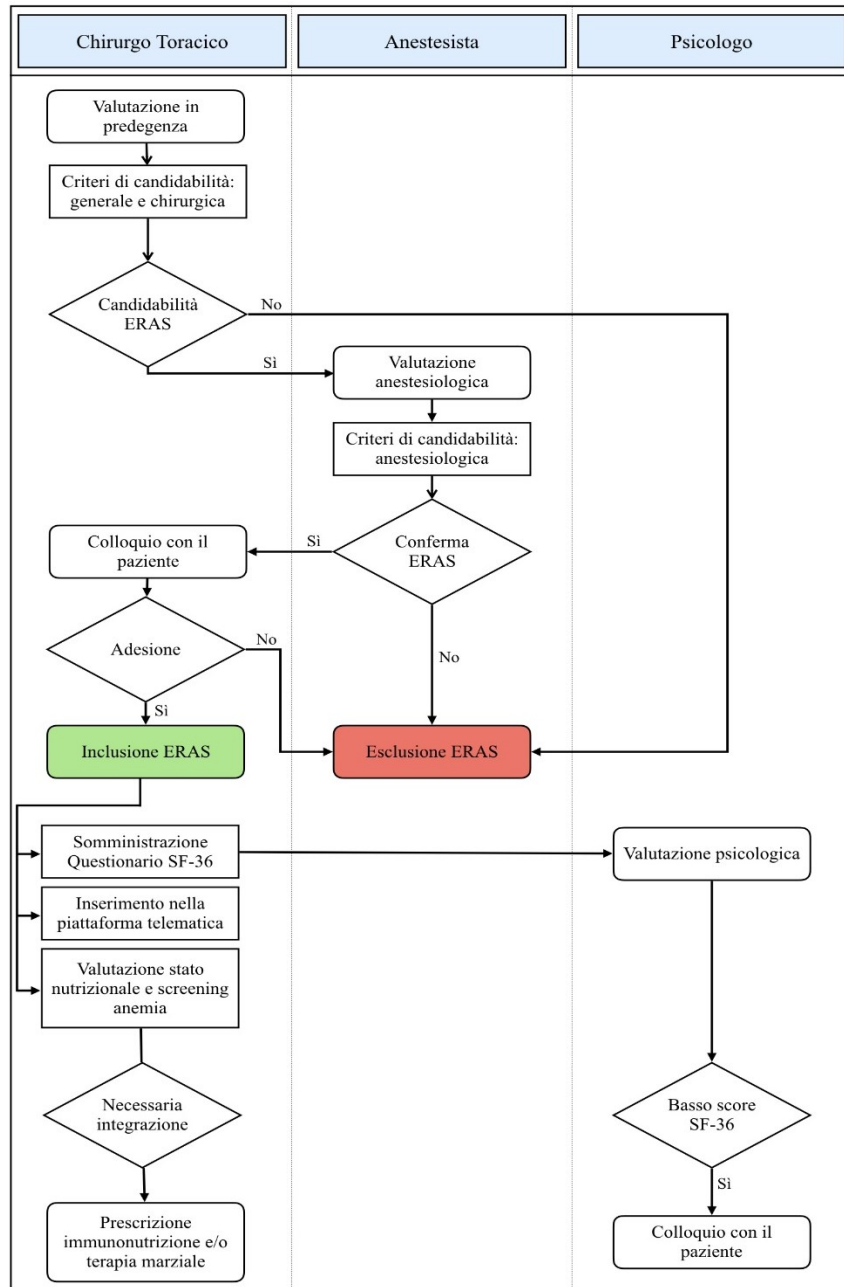 Chirurgo Toracico
Anestesista
Psicologo
Valutazione in
predegenza
Criteri di candidabilità:
generale e chirurgica
Candidabilità
ERAS
No
Sì
Valutazione
anestesiologica
Criteri di candidabilità:
anestesiologica
Conferma
ERAS
Sì
No
Colloquio con il
paziente
Adesione
No
Sì
Inclusione ERAS
Esclusione ERAS
Somministrazione
Questionario SF-36
Valutazione psicologica
Inserimento nella
piattaforma telematica
Valutazione stato
nutrizionale e screening
anemia
Necessaria
integrazione
Basso score
SF-36
Sì
Prescrizione
immunonutrizione e/o
terapia marziale
Colloquio con il
paziente